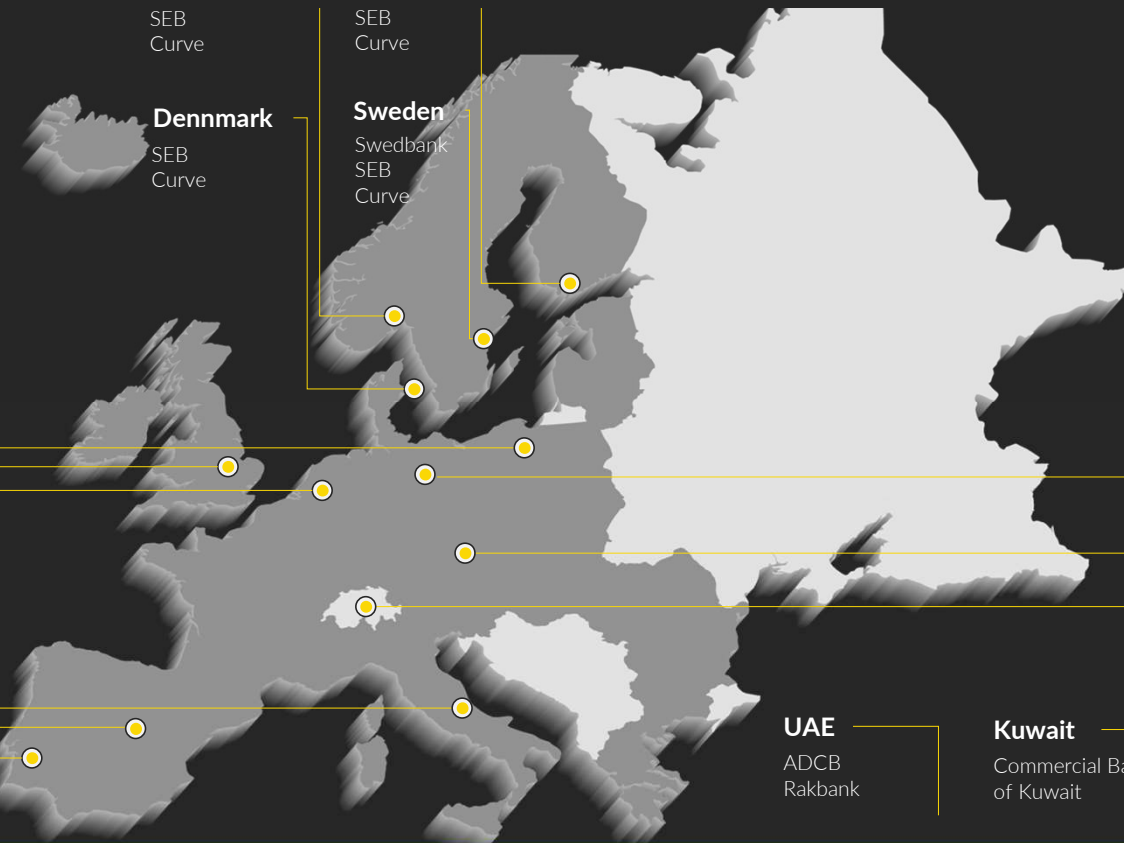 SEB
Curve
SEB
Curve
Dennmark
SEB
Curve
Sweden
Swedbank
SEB
Curve
UAE
ADCB
Rakbank
Kuwait
Commercial Ba
of Kuwait